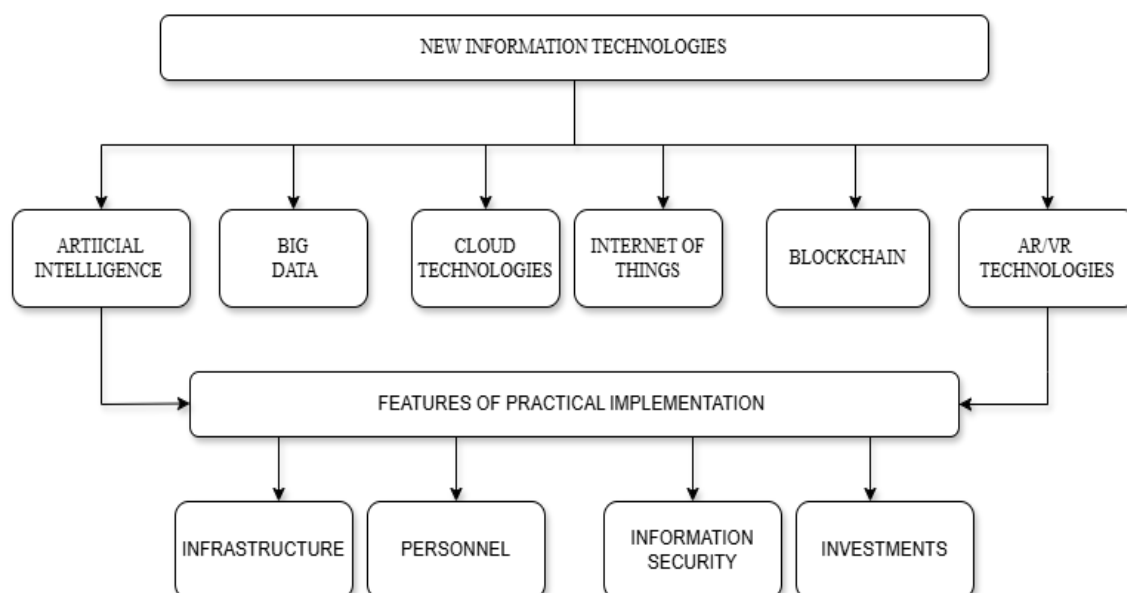 NEW INFORMATION TECHNOLOGIES
ARTIICIAL
INTELLIGENCE
BIG
DATA
CLOUD
TECHNOLOGIES
INTERNET OF
THINGS
BLOCKCHAIN
AR/VR
TECHNOLOGIES
FEATURES OF PRACTICAL IMPLEMENTATION
INFRASTRUCTURE
PERSONNEL
INFORMATION
SECURITY
INVESTMENTS